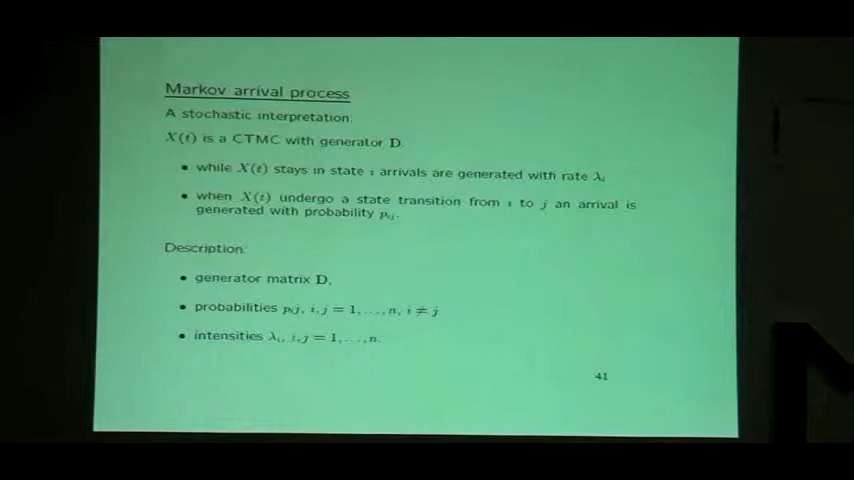 Markov arrival process
A stochastic interpretation:
X(t) is a CTMC with generator D.
• while X(t) stays in state i arrivals are generated with rate λᵢ
• when X(t) undergo a state transition from i to j an arrival is
generated with probability pᵢⱼ.
Description:
• generator matrix D,
• probabilities pᵢⱼ, i, j = 1, . . . , n, i ≠ j
• intensities λᵢ, i, j = 1, . . . , n.
41